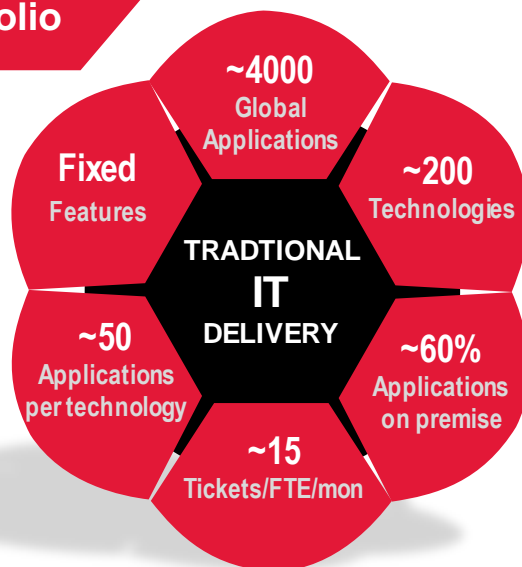 olio
~4000
Global
Applications
~200
Technologies
~60%
Applications
on premise
~15
Tickets/FTE/mon
~50
Applications
per technology
Fixed
Features
TRADTIONAL
IT
DELIVERY